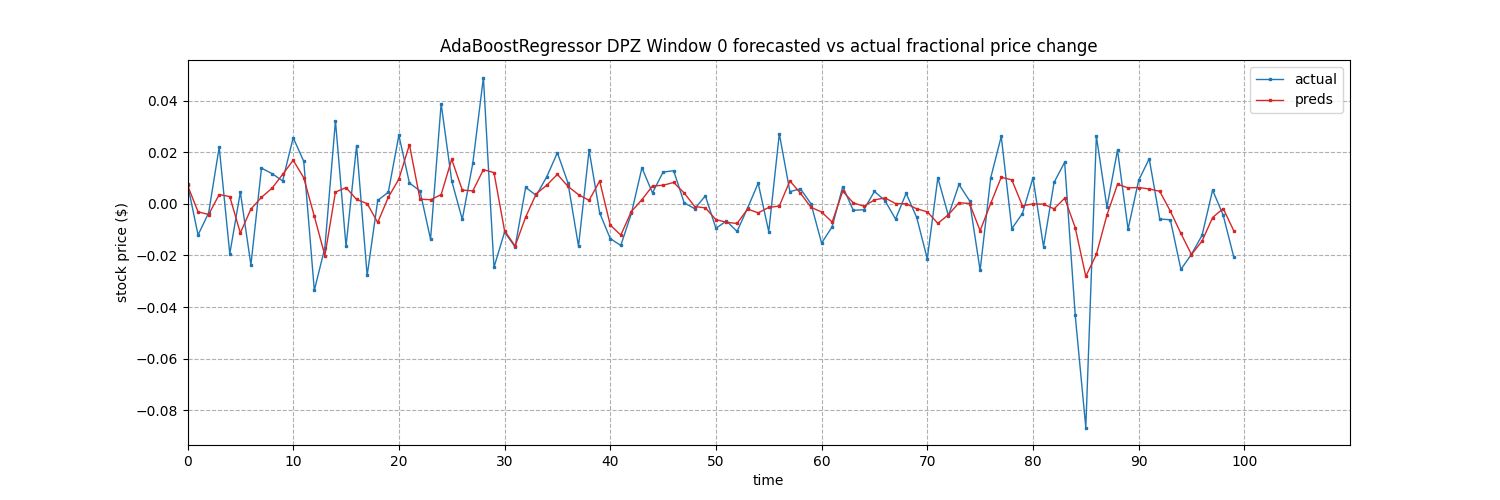 AdaBoostRegressor DPZ Window 0 forecasted vs actual fractional price change
actual
preds
0.04
0.02
0.00
−0.02
−0.04
−0.06
−0.08
stock price ($)
0 10 20 30 40 50 60 70 80 90 100
time